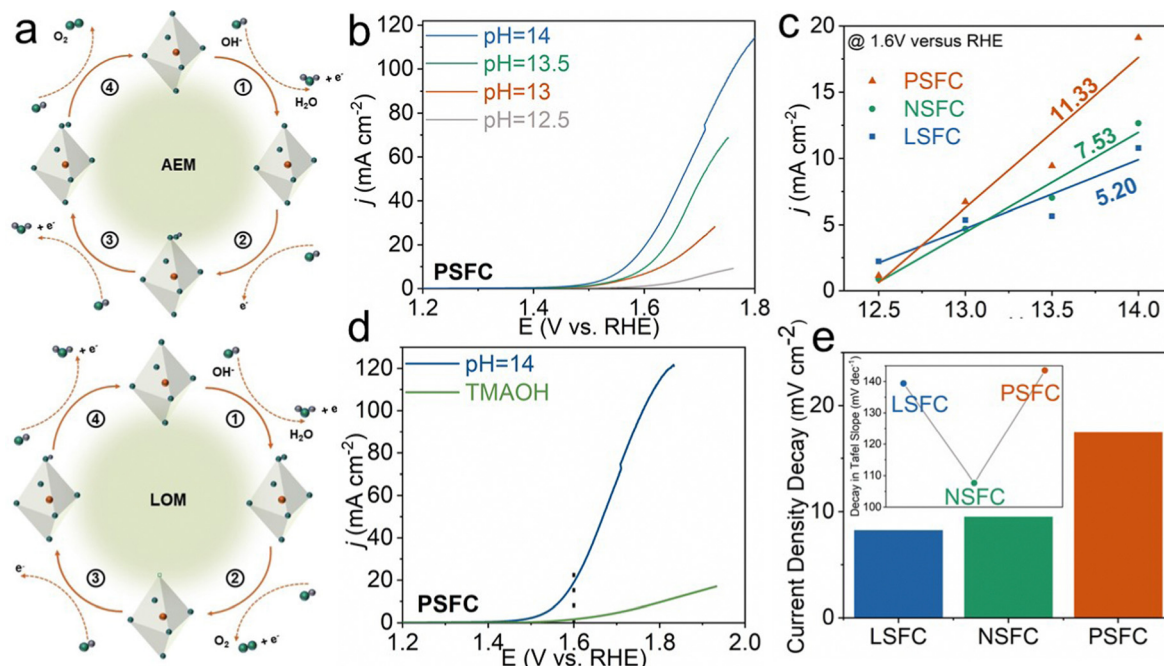 a
O₂
OH⁻
+ e⁻
④
①
H₂O
AEM
+ e⁻
③
②
e⁻
+ e⁻
OH⁻
④
①
+ e
H₂O
LOM
e⁻
③
②
O₂
+ e⁻
b
120
100
80
60
40
20
0
j (mA cm⁻²)
pH=14
pH=13.5
pH=13
pH=12.5
PSFC
1.2
1.4
1.6
1.8
E (V vs. RHE)
c
20
15
10
5
0
j (mA cm⁻²)
@ 1.6V versus RHE
PSFC
NSFC
LSFC
11.33
7.53
5.20
12.5
13.0
13.5
14.0
d
120
100
80
60
40
20
0
j (mA cm⁻²)
pH=14
TMAOH
PSFC
1.2
1.4
1.6
1.8
2.0
E (V vs. RHE)
e
20
10
0
Current Density Decay (mV cm⁻²)
140
130
120
110
100
Decay in Tafel Slope (mV dec⁻¹)
LSFC
PSFC
NSFC
LSFC
NSFC
PSFC